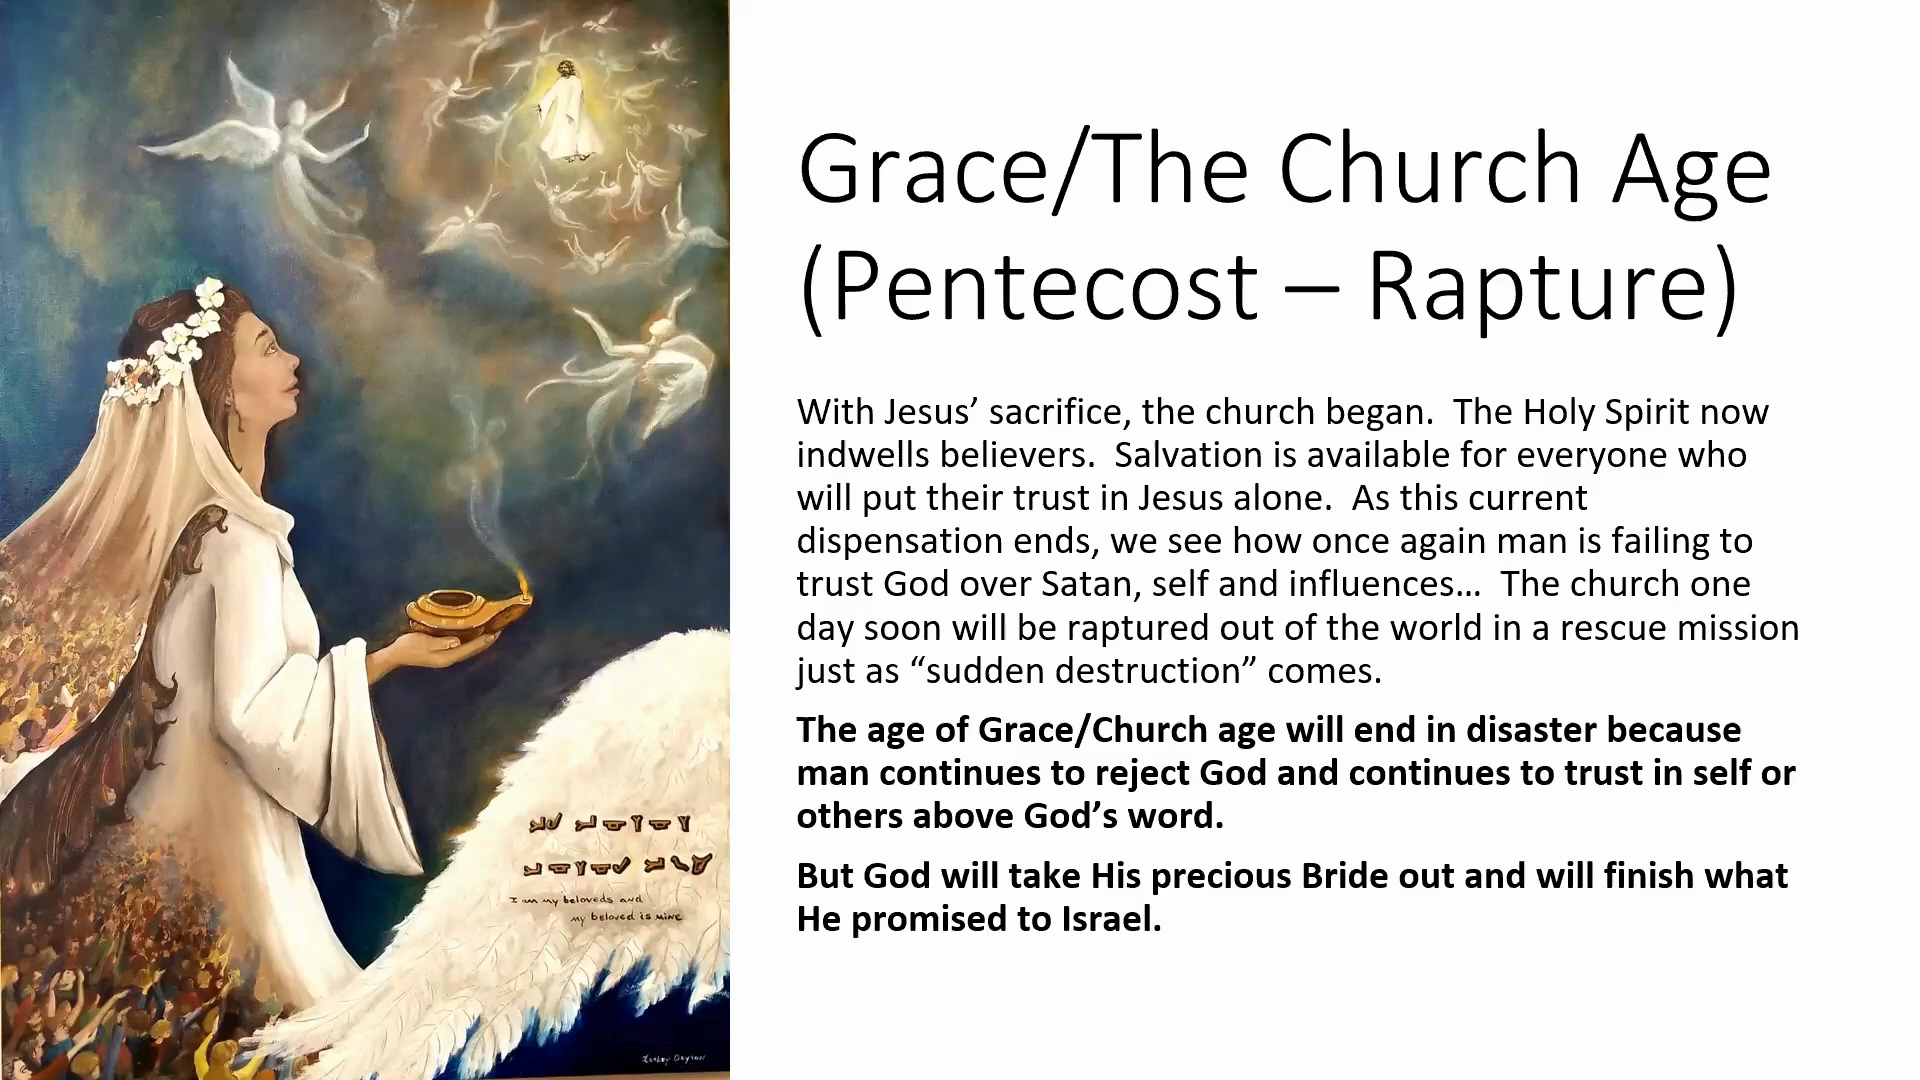 Grace/The Church Age
(Pentecost – Rapture)
With Jesus’ sacrifice, the church began.  The Holy Spirit now
indwells believers.  Salvation is available for everyone who
will put their trust in Jesus alone.  As this current
dispensation ends, we see how once again man is failing to
trust God over Satan, self and influences…  The church one
day soon will be raptured out of the world in a rescue mission
just as “sudden destruction” comes.
The age of Grace/Church age will end in disaster because
man continues to reject God and continues to trust in self or
others above God’s word.
But God will take His precious Bride out and will finish what
He promised to Israel.
I am my beloveds and
my beloved is mine